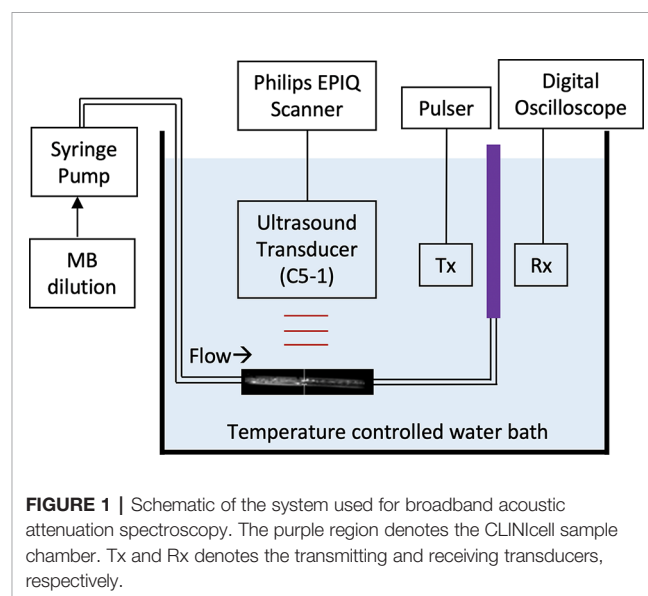 Philips EPIQ
Scanner
Pulser
Digital
Oscilloscope
Syringe
Pump
MB
dilution
Ultrasound
Transducer
(C5-1)
Tx
Rx
Flow→
Temperature controlled water bath
FIGURE 1 | Schematic of the system used for broadband acoustic
attenuation spectroscopy. The purple region denotes the CLINIcell sample
chamber. Tx and Rx denotes the transmitting and receiving transducers,
respectively.